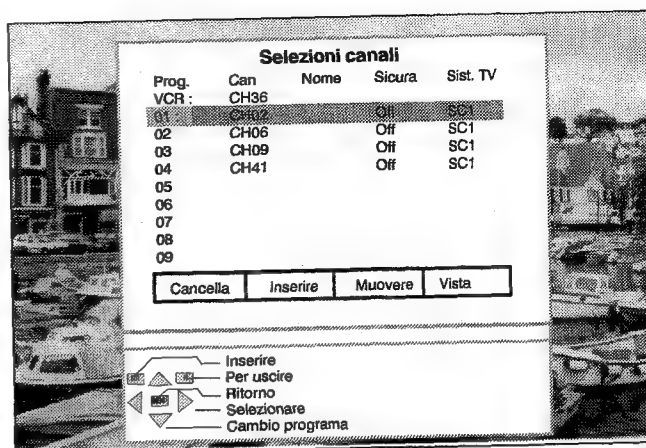 Selezioni canali
Prog. Can Nome Sicura Sist. TV
VCR : CH36
01 : CH02 Off SC1
02 CH06 Off SC1
03 CH09 Off SC1
04 CH41 Off SC1
05
06
07
08
09
Cancella Inserire Muovere Vista
Inserire
Per uscire
Ritorno
Selezionare
Cambio programa